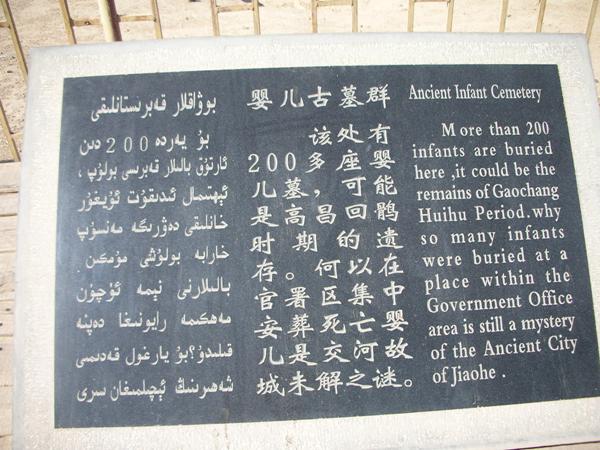 بوۋاقلار قەبرىستانلىقى
بۇ يەردە 200 دىن
ئارتۇق بالىلار قەبرىسى بولۇپ ،
ئېھتىمال ئىدىقۇت ئۇيغۇر
خانلىقى دەۋرىگە مەنسۇپ
خارابە بولۇشى مۇمكىن .
بالىلارنى نېمە ئۈچۈن
مەھكىمە رايونىغا دەپنە
قىلىدۇ؟بۇ يارغول قەدىمىي
شەھىرىنىڭ ئېچىلمىغان سىرى
婴儿古墓群
该处有
200多座婴
儿墓，可能
是高昌回鹘
时期的遗
存。何以在
官署区集中
安葬死亡婴
儿是交河故
城未解之谜。
Ancient Infant Cemetery
More than 200
infants are buried
here ,it could be the
remains of Gaochang
Huihu Period.why
so many infants
were buried at a
place within the
Government Office
area is still a mystery
of the Ancient City
of Jiaohe .